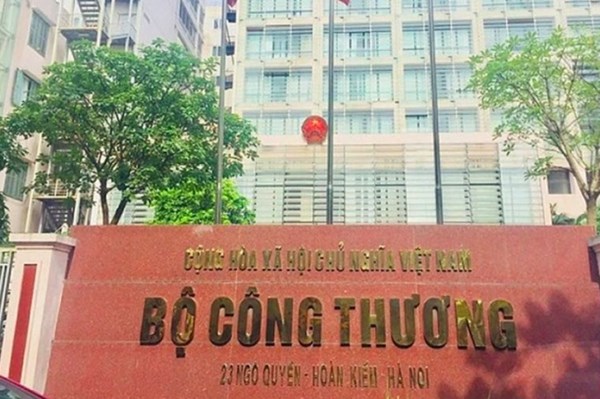 CỘNG HÒA XÃ HỘI CHỦ NGHĨA VIỆT NAM
BỘ CÔNG THƯƠNG
23 NGÔ QUYỀN - HOÀN KIẾM - HÀ NỘI